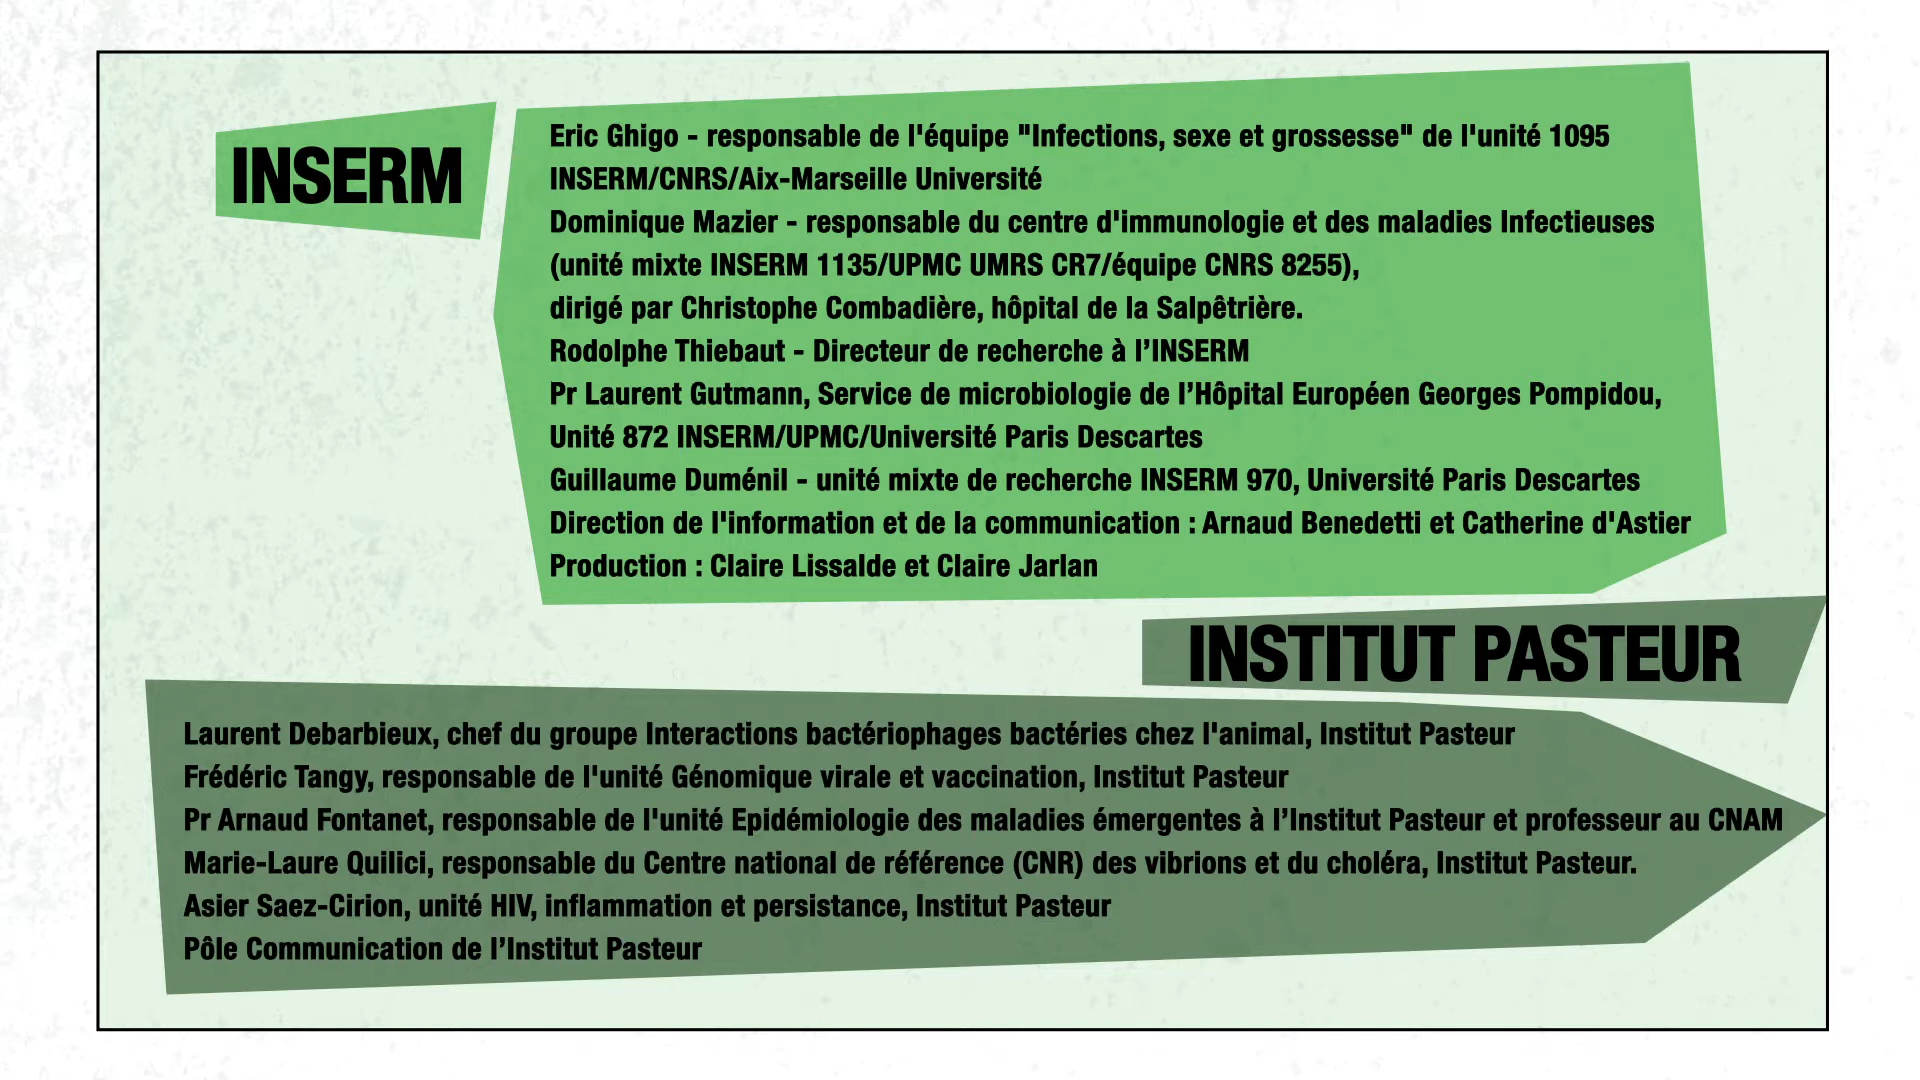 INSERM
Eric Ghigo - responsable de l'équipe "Infections, sexe et grossesse" de l'unité 1095
INSERM/CNRS/Aix-Marseille Université
Dominique Mazier - responsable du centre d'immunologie et des maladies Infectieuses
(unité mixte INSERM 1135/UPMC UMRS CR7/équipe CNRS 8255),
dirigé par Christophe Combadière, hôpital de la Salpêtrière.
Rodolphe Thiebaut - Directeur de recherche à l’INSERM
Pr Laurent Gutmann, Service de microbiologie de l’Hôpital Européen Georges Pompidou,
Unité 872 INSERM/UPMC/Université Paris Descartes
Guillaume Duménil - unité mixte de recherche INSERM 970, Université Paris Descartes
Direction de l'information et de la communication : Arnaud Benedetti et Catherine d'Astier
Production : Claire Lissalde et Claire Jarlan
INSTITUT PASTEUR
Laurent Debarbieux, chef du groupe Interactions bactériophages bactéries chez l'animal, Institut Pasteur
Frédéric Tangy, responsable de l'unité Génomique virale et vaccination, Institut Pasteur
Pr Arnaud Fontanet, responsable de l'unité Epidémiologie des maladies émergentes à l’Institut Pasteur et professeur au CNAM
Marie-Laure Quilici, responsable du Centre national de référence (CNR) des vibrions et du choléra, Institut Pasteur.
Asier Saez-Cirion, unité HIV, inflammation et persistance, Institut Pasteur
Pôle Communication de l’Institut Pasteur